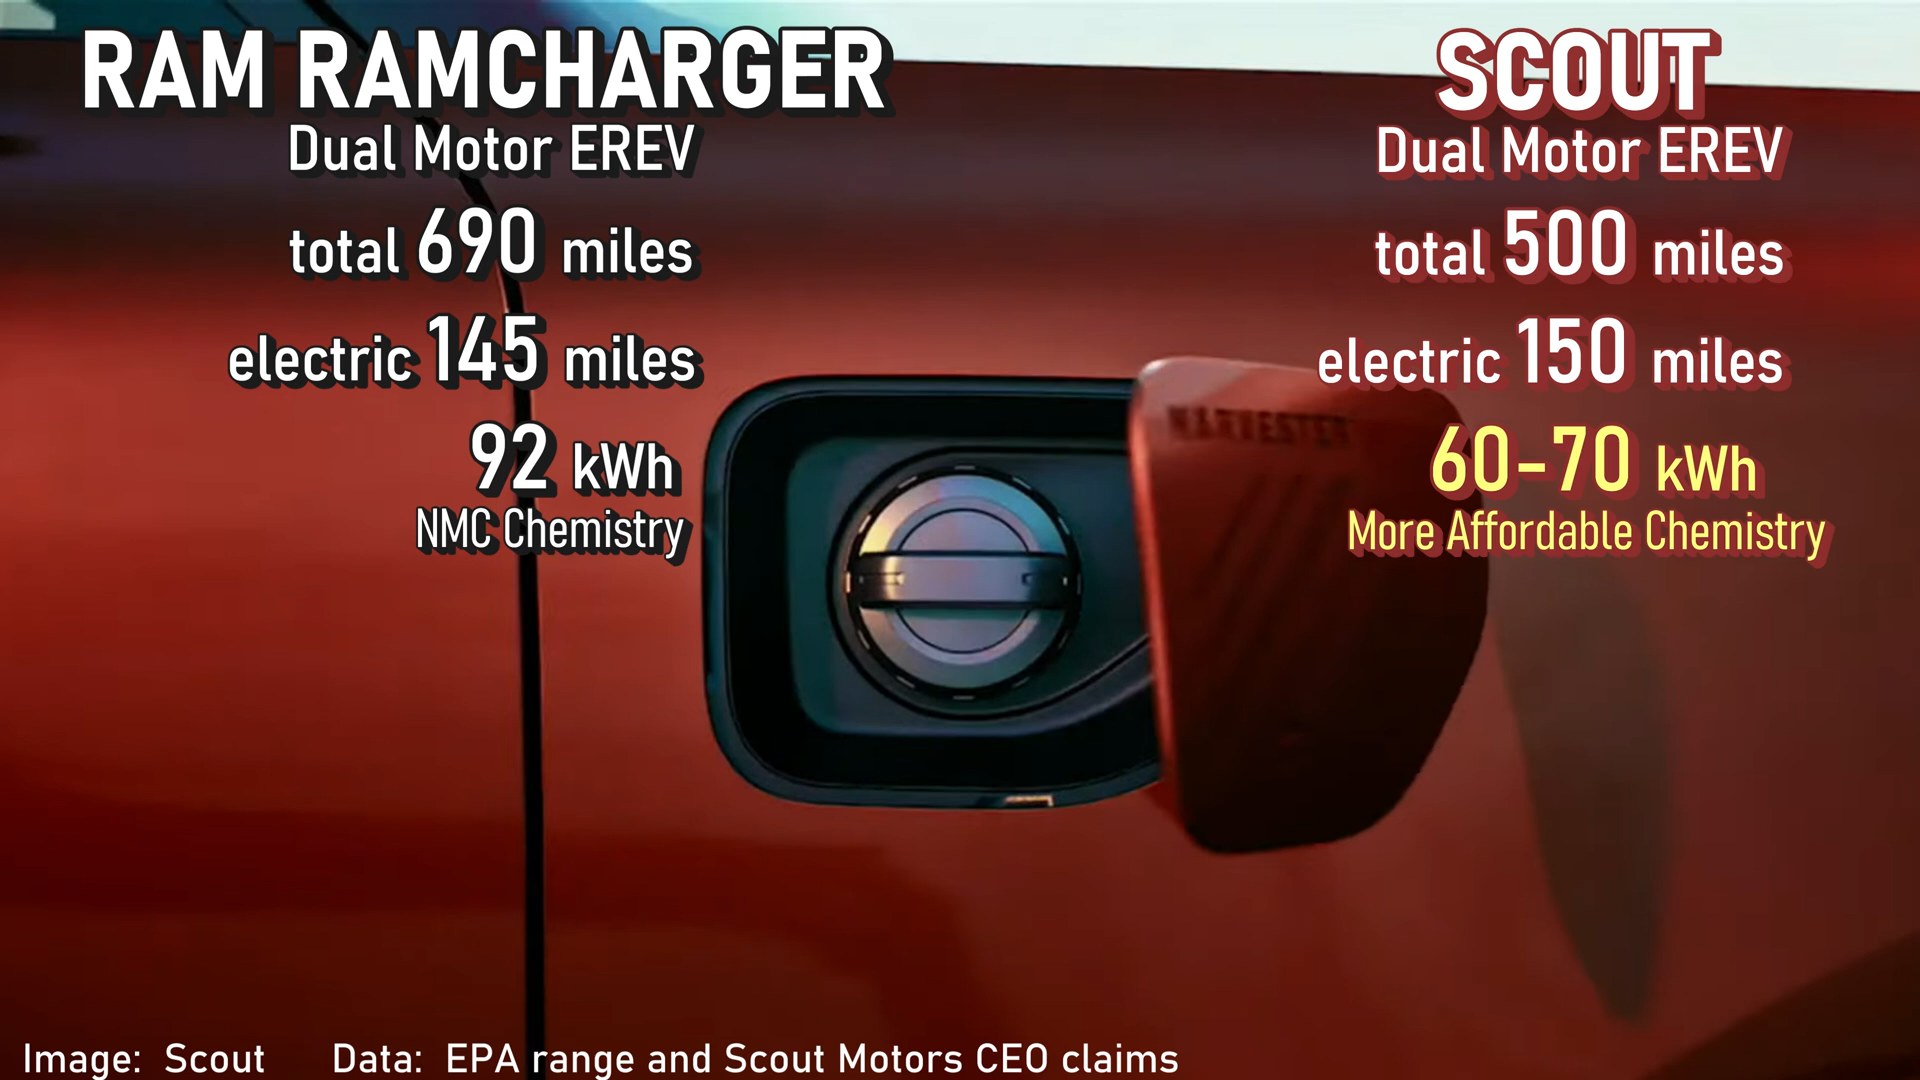 RAM RAMCHARGER
Dual Motor EREV
total 690 miles
electric 145 miles
92 kWh
NMC Chemistry
SCOUT
Dual Motor EREV
total 500 miles
electric 150 miles
60-70 kWh
More Affordable Chemistry
HARVESTER
Image: Scout Data: EPA range and Scout Motors CEO claims